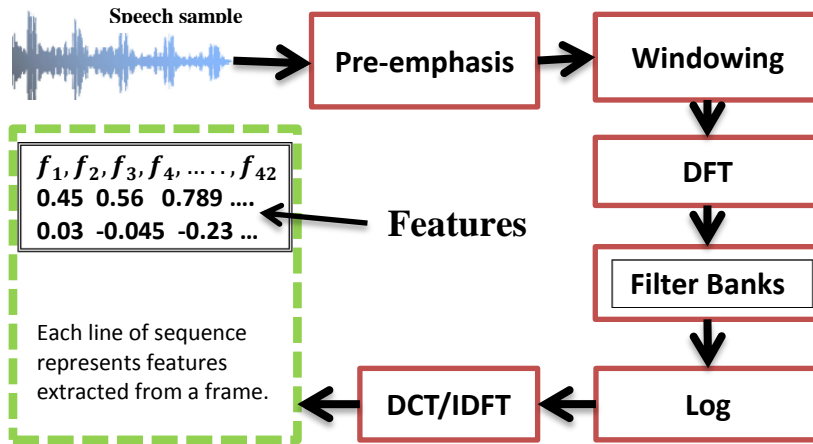 Speech sample
Pre-emphasis
Windowing
DFT
Filter Banks
Log
DCT/IDFT
f₁, f₂, f₃, f₄, … . . , f₄₂
0.45 0.56 0.789 ....
0.03 -0.045 -0.23 ...
Features
Each line of sequence
represents features
extracted from a frame.